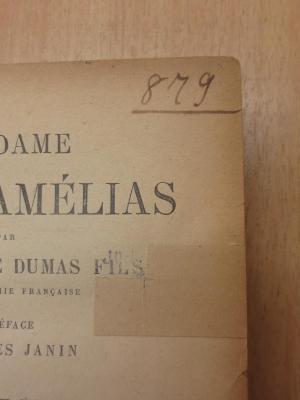 879
DAME
AMÉLIAS
PAR
E DUMAS FILS
MIE FRANÇAISE
ÉFACE
ES JANIN